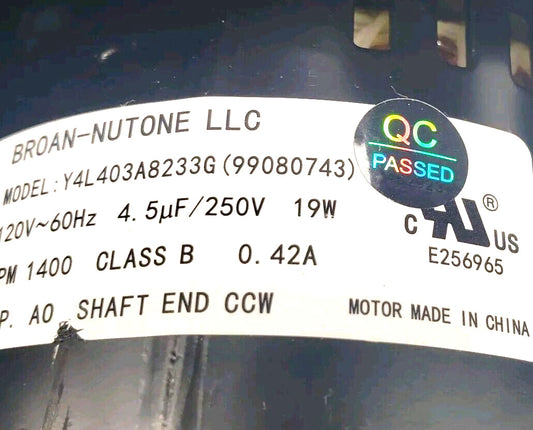 BROAN-NUTONE LLC
MODEL: Y4L403A8233G (99080743)
120V~60Hz 4.5μF/250V 19W
PM 1400 CLASS B 0.42A
P. AO SHAFT END CCW
QC
PASSED
c RU US
®
E256965
MOTOR MADE IN CHINA